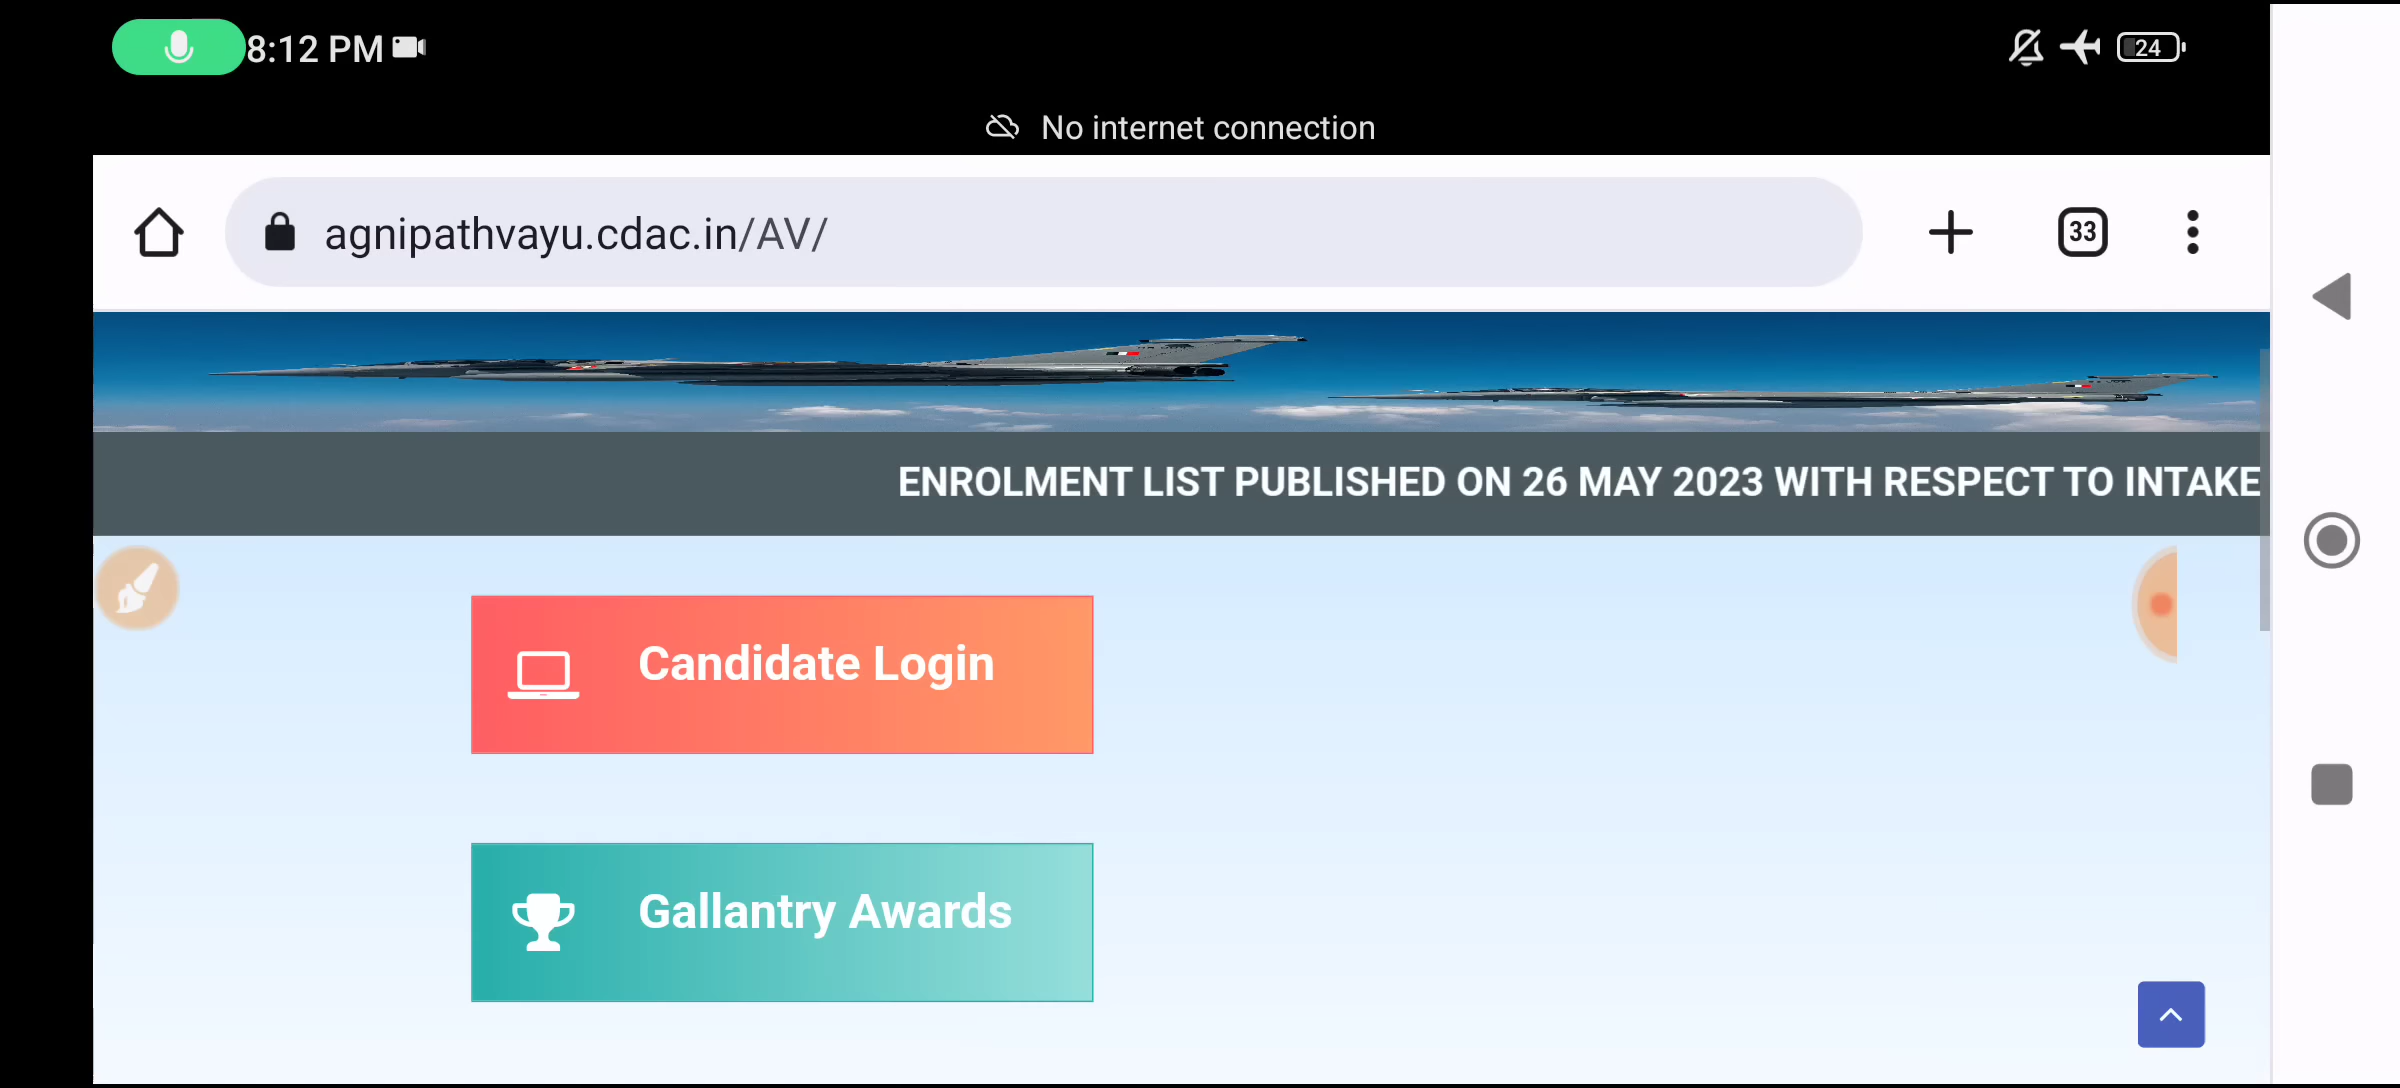 8:12 PM
24
No internet connection
agnipathvayu.cdac.in/AV/
33
ENROLMENT LIST PUBLISHED ON 26 MAY 2023 WITH RESPECT TO INTAKE
Candidate Login
Gallantry Awards